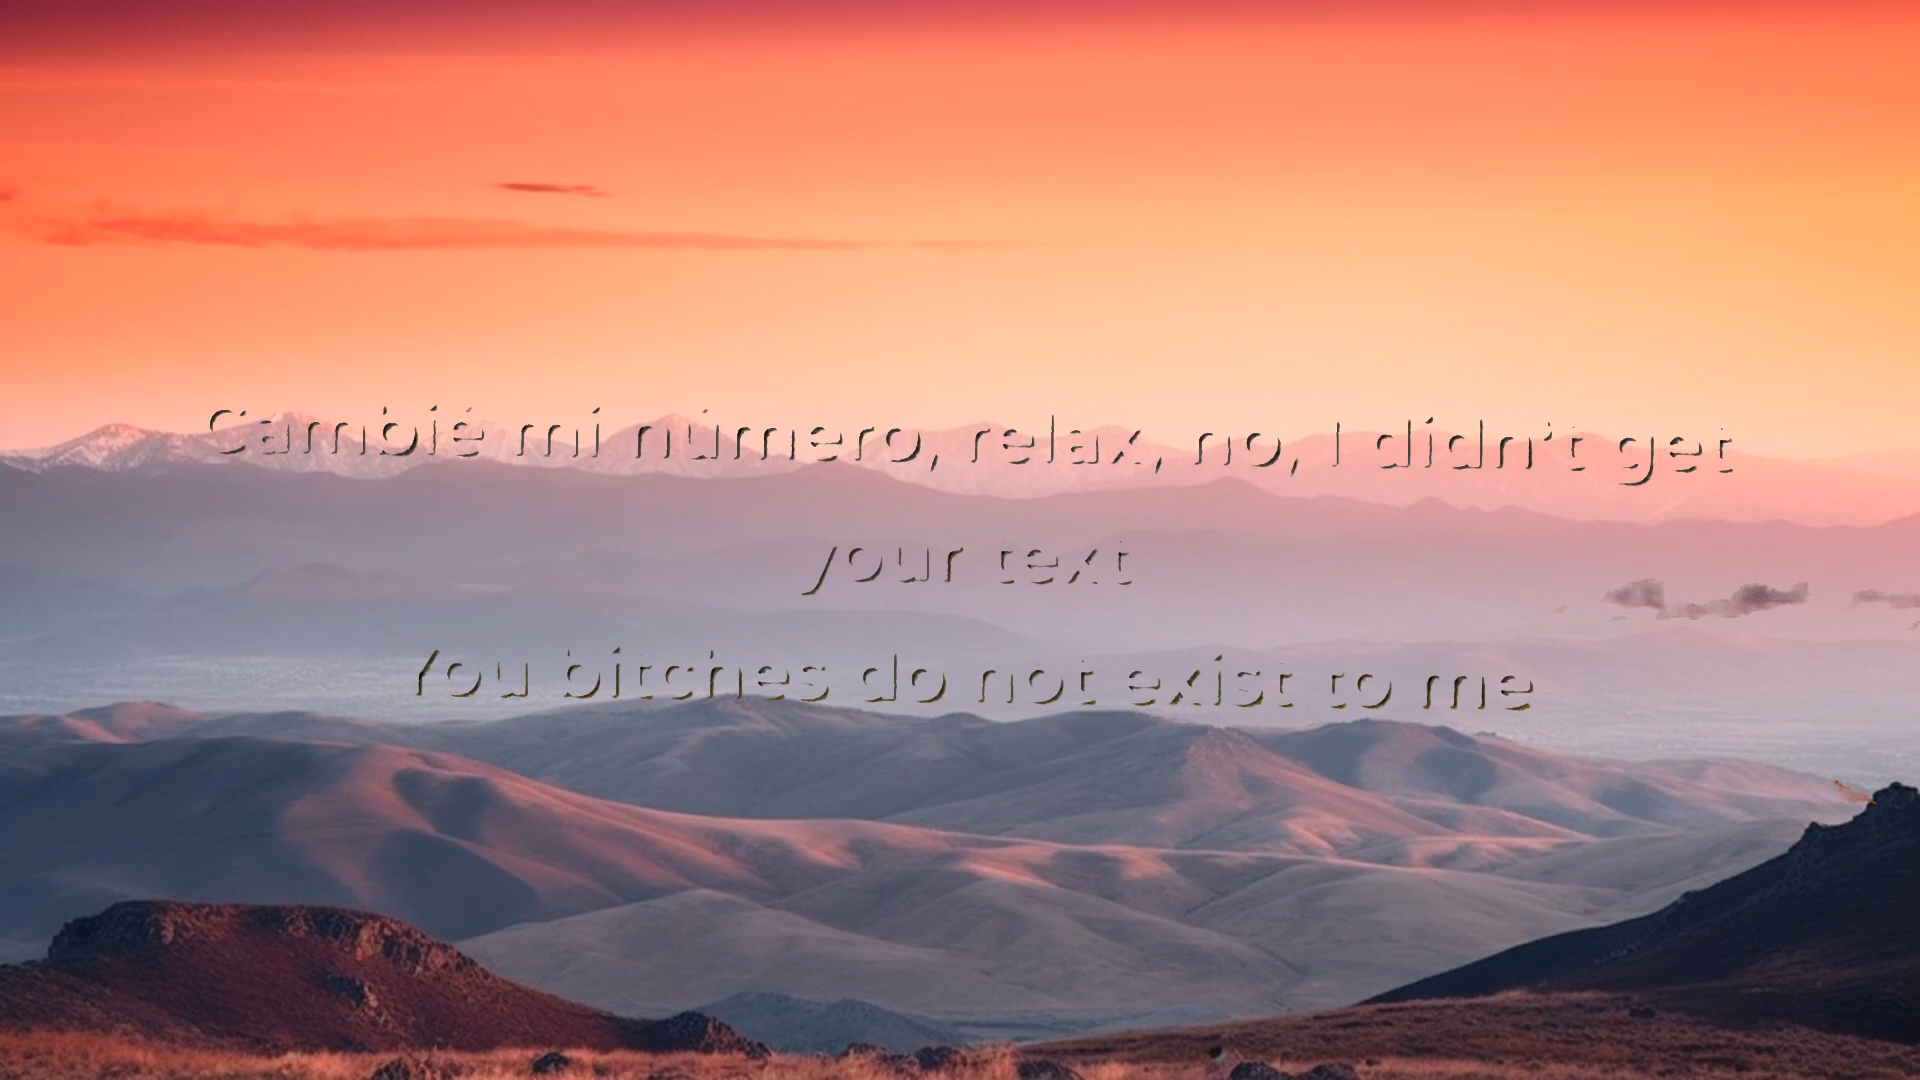 Cambié mi número, relax, no, I didn't get
your text
You bitches do not exist to me